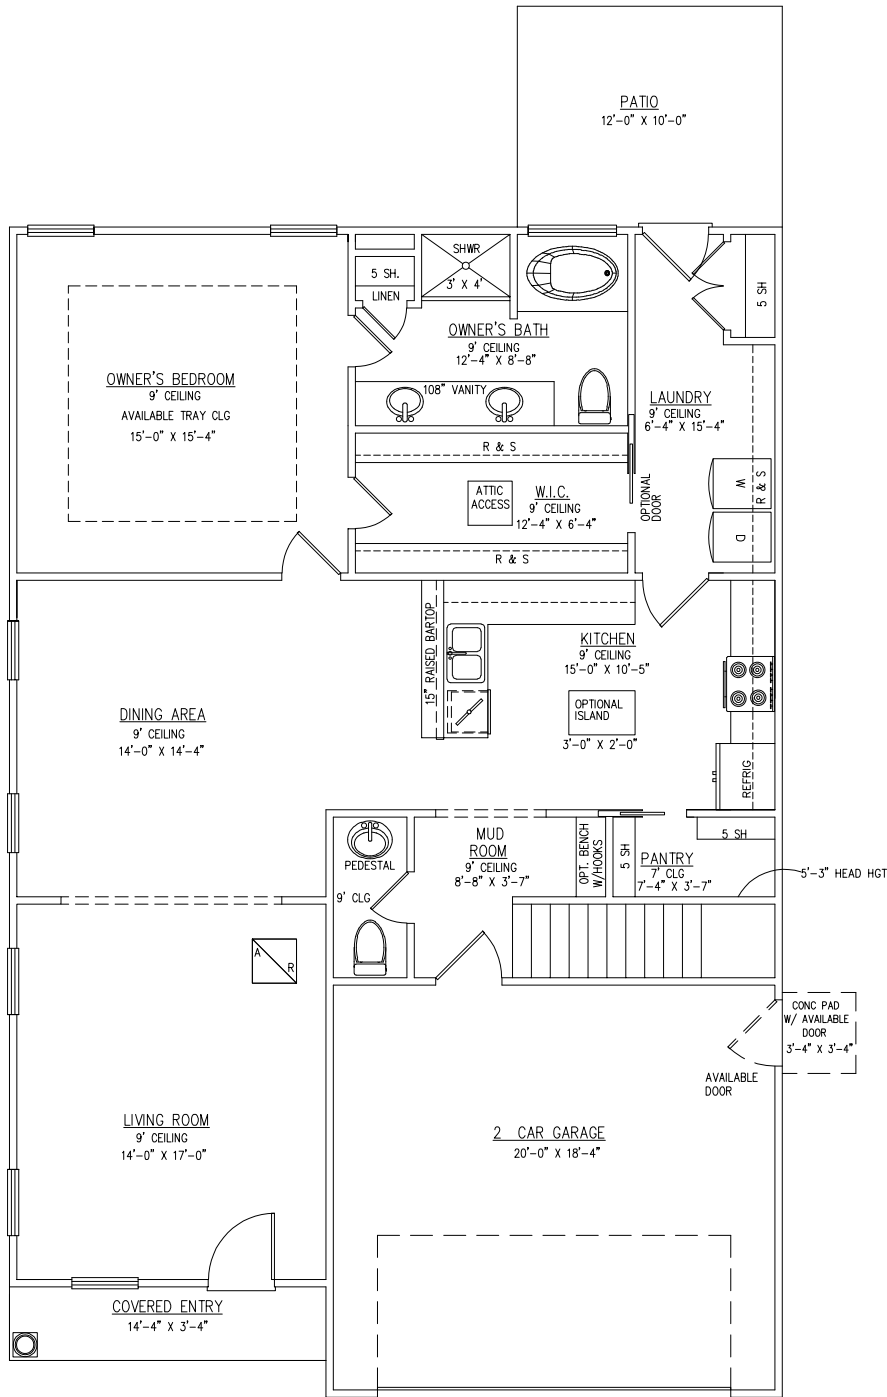 PATIO
12'-0" X 10'-0"
SHWR
3' X 4'
5 SH.
LINEN
5 SH
OWNER'S BATH
9' CEILING
12'-4" X 8'-8"
108" VANITY
OWNER'S BEDROOM
9' CEILING
AVAILABLE TRAY CLG
15'-0" X 15'-4"
LAUNDRY
9' CEILING
6'-4" X 15'-4"
R & S
W
R & S
D
ATTIC
ACCESS
W.I.C.
9' CEILING
12'-4" X 6'-4"
OPTIONAL
DOOR
R & S
15" RAISED BARTOP
KITCHEN
9' CEILING
15'-0" X 10'-5"
OPTIONAL
ISLAND
3'-0" X 2'-0"
REFRIG
DINING AREA
9' CEILING
14'-0" X 14'-4"
PEDESTAL
9' CLG
MUD
ROOM
9' CEILING
8'-8" X 3'-7"
OPT. BENCH
W/HOOKS
5 SH
5 SH
PANTRY
7' CLG
7'-4" X 3'-7"
5'-3" HEAD HGT
A
R
CONC PAD
W/ AVAILABLE
DOOR
3'-4" X 3'-4"
AVAILABLE
DOOR
LIVING ROOM
9' CEILING
14'-0" X 17'-0"
2 CAR GARAGE
20'-0" X 18'-4"
COVERED ENTRY
14'-4" X 3'-4"